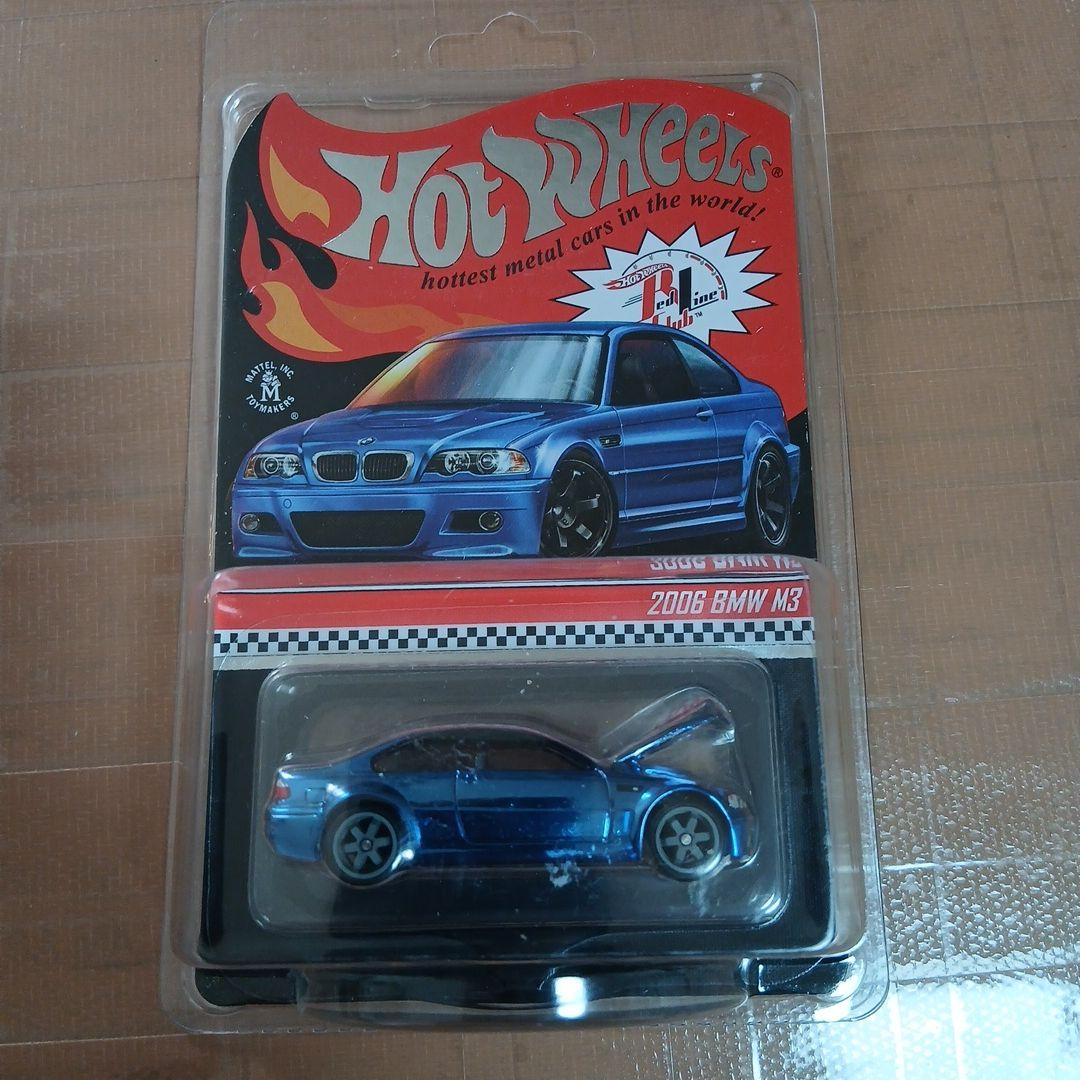 HOT WHEELS®
hottest metal cars in the world!
HOT WHEELS
Red Line
Club™
MATTEL, INC.
M
TOYMAKERS
®
2006 BMW M3